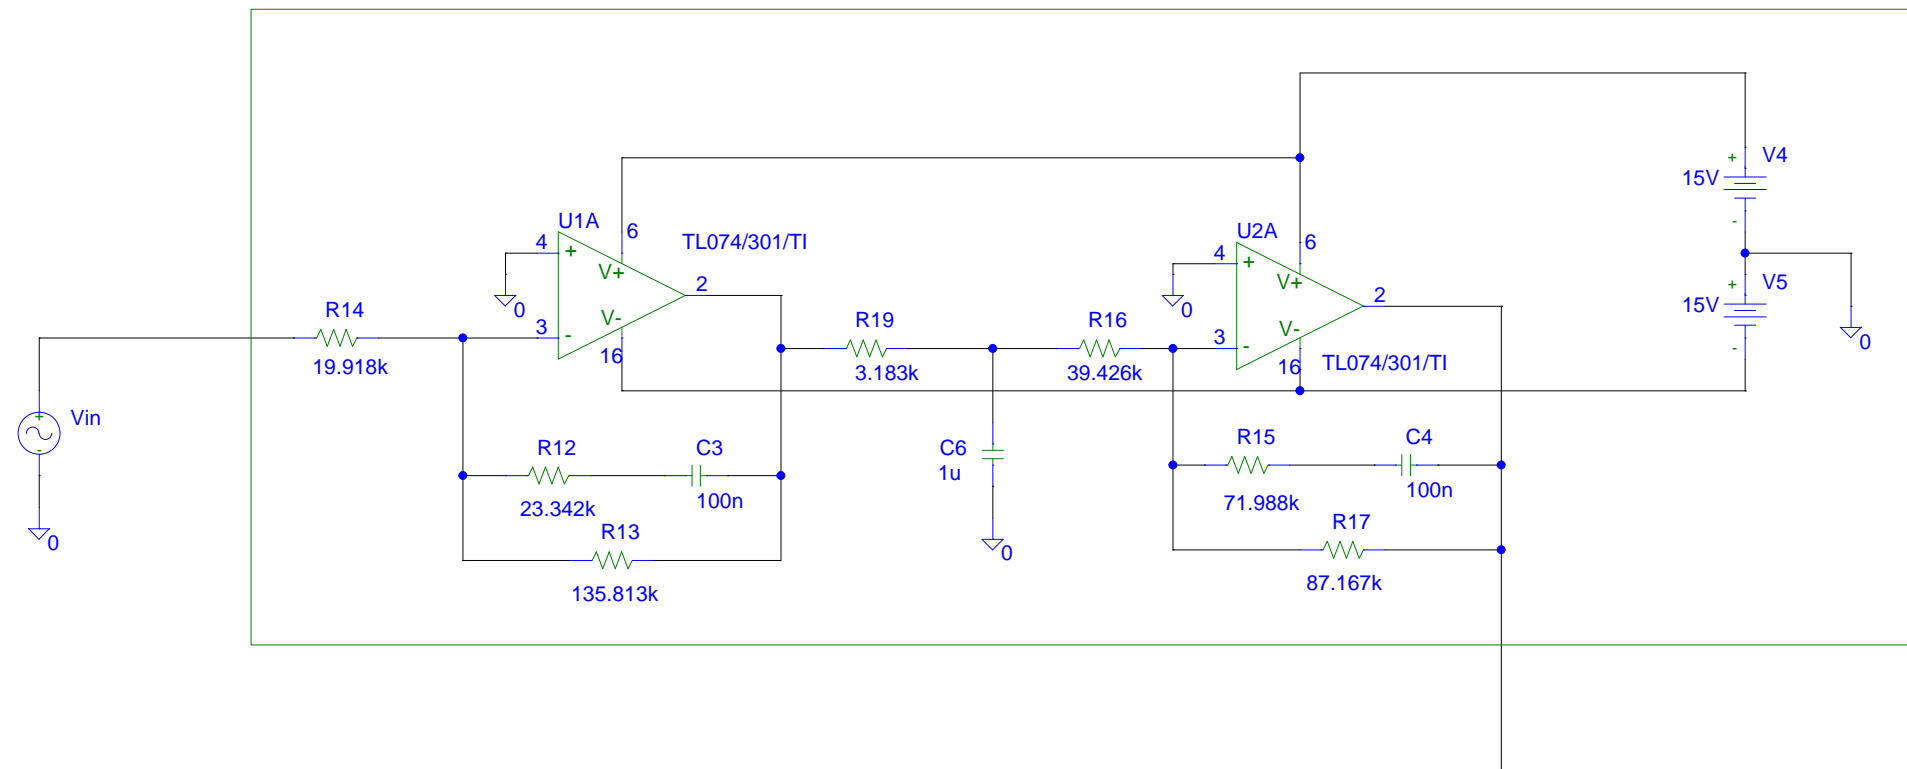 V4
+
15V
-
U1A
6
U2A
6
4
+
TL074/301/TI
4
+
V+
V+
2
2
+
V5
15V
0
0
R14
V-
R19
R16
V-
3
-
3
-
-
0
16
TL074/301/TI
19.918k
3.183k
39.426k
16
+
Vin
-
R12
C3
C6
R15
C4
1u
23.342k
100n
71.988k
100n
0
R13
0
R17
135.813k
87.167k